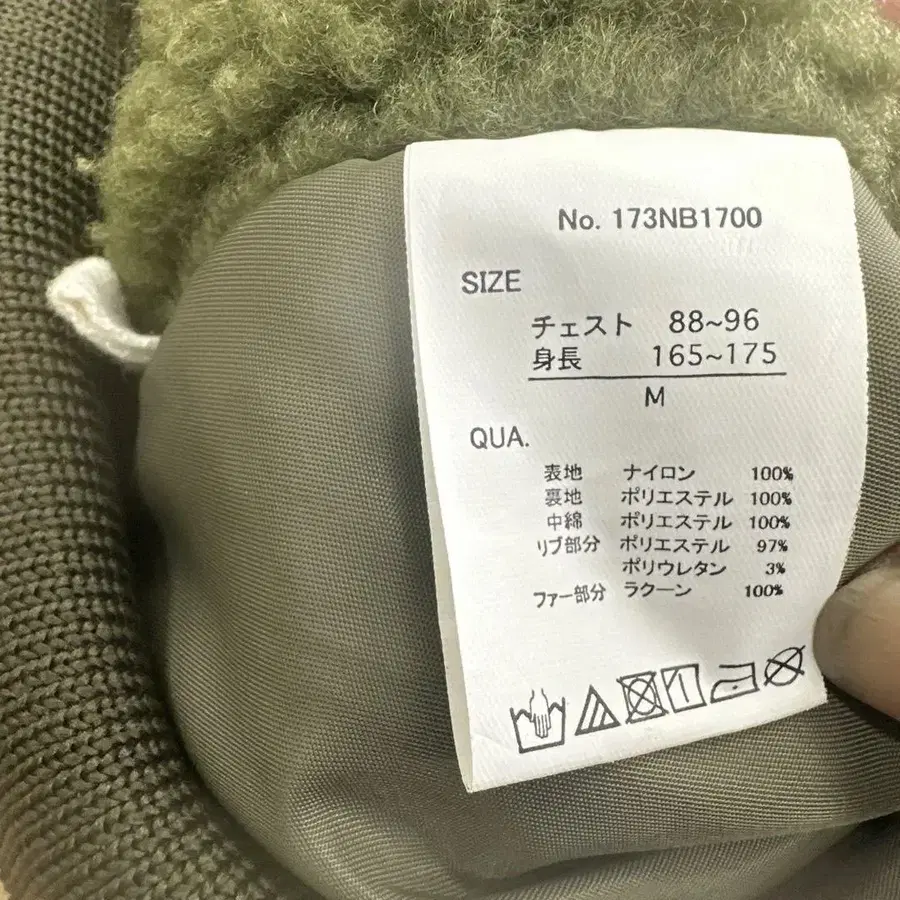 No. 173NB1700
SIZE
チェスト 88~96
身長 165~175
M
QUA.
表地 ナイロン 100%
裏地 ポリエステル 100%
中綿 ポリエステル 100%
リブ部分 ポリエステル 97%
ポリウレタン 3%
ファー部分 ラクーン 100%